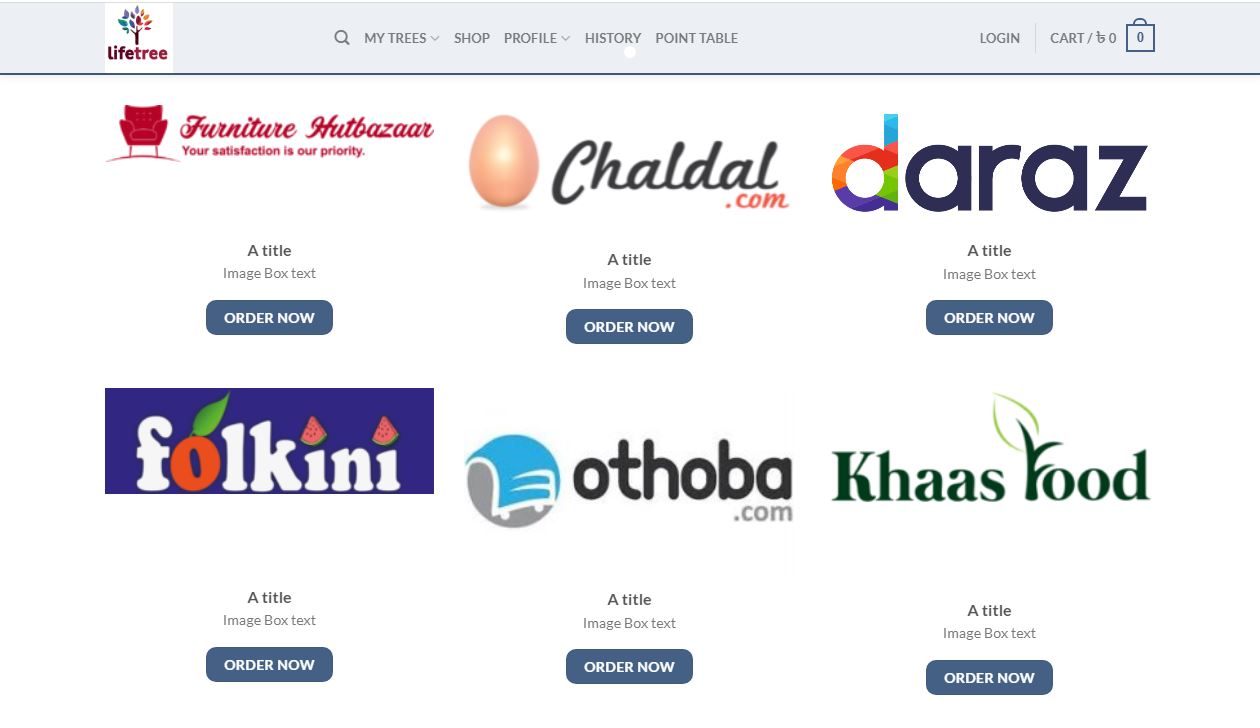 lifetree
MY TREES
SHOP
PROFILE
HISTORY
POINT TABLE
LOGIN
CART / ৳ 0
0
Furniture Hutbazaar
Your satisfaction is our priority.
Chaldal
.com
daraz
A title
Image Box text
ORDER NOW
A title
Image Box text
ORDER NOW
A title
Image Box text
ORDER NOW
folkini
othoba
.com
Khaas Food
A title
Image Box text
ORDER NOW
A title
Image Box text
ORDER NOW
A title
Image Box text
ORDER NOW